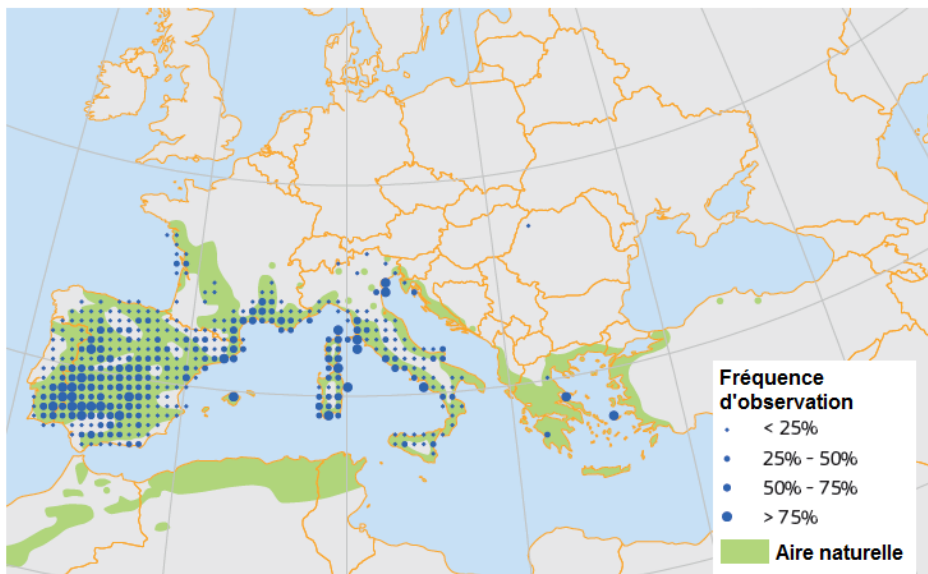 Fréquence
d'observation
< 25%
25% - 50%
50% - 75%
> 75%
Aire naturelle